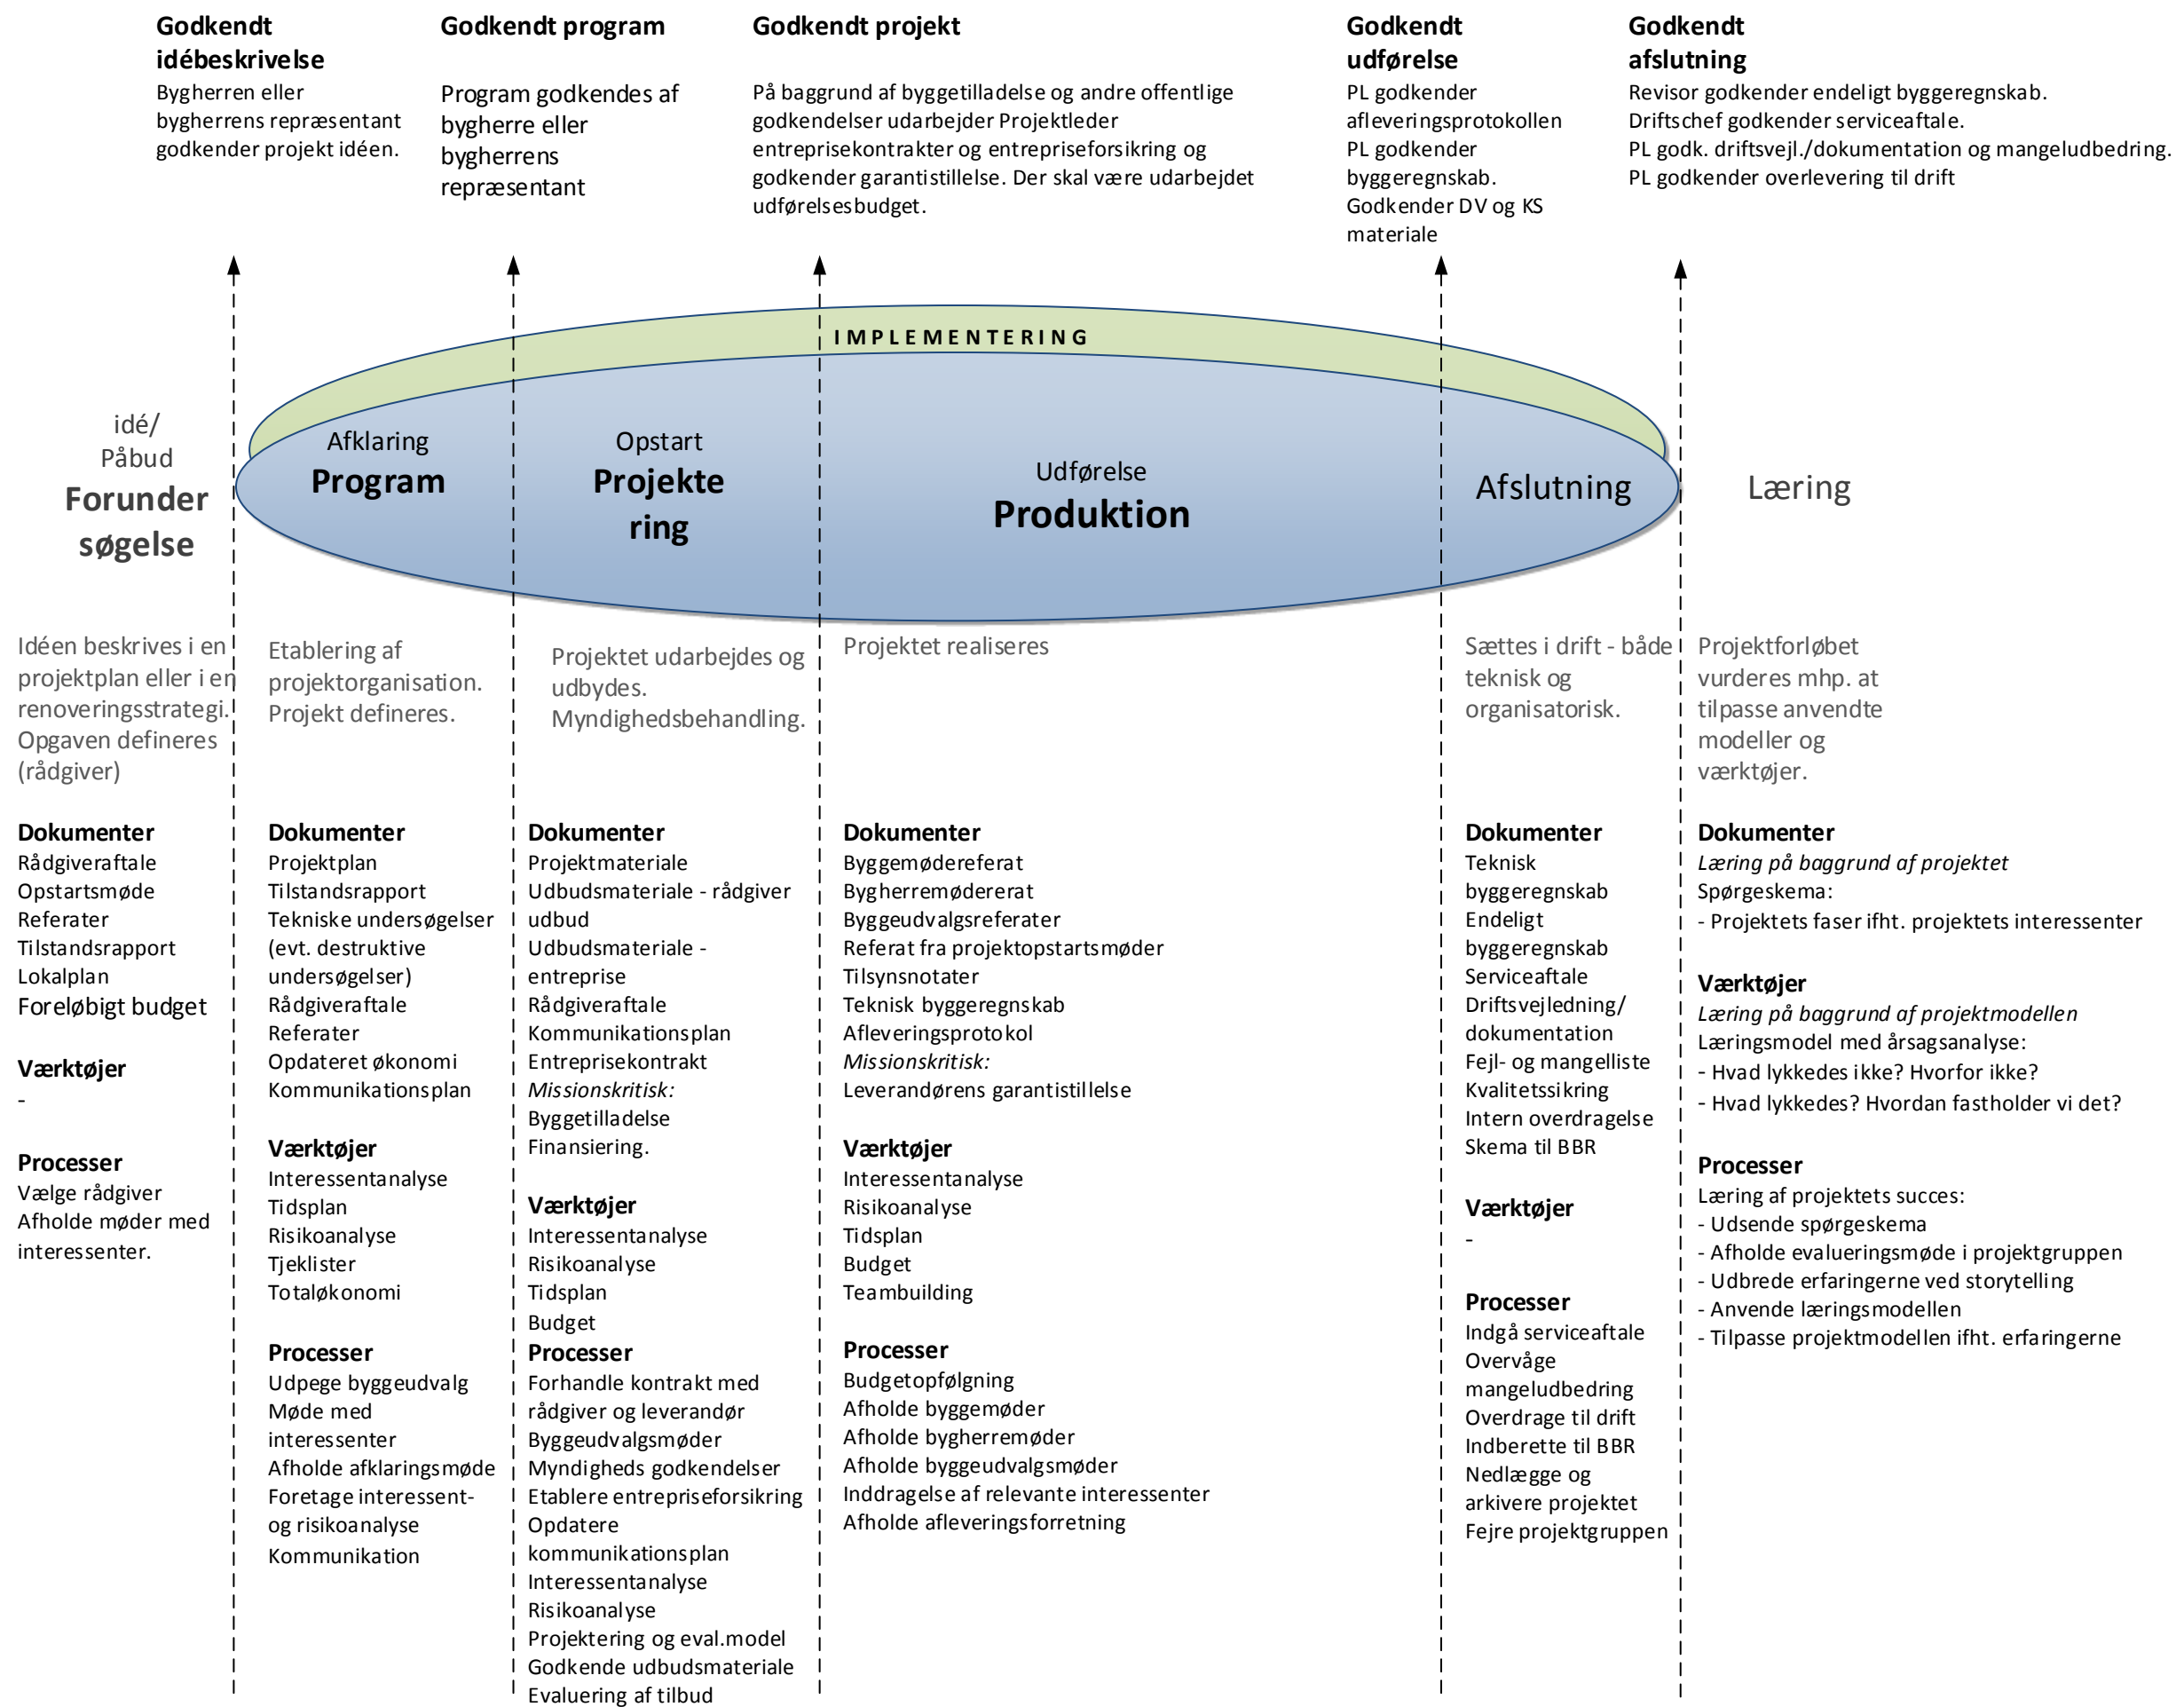 Godkendt
idébeskrivelse
Bygherren eller
bygherrens repræsentant
godkender projekt idéen.
Godkendt program
Program godkendes af
bygherre eller
bygherrens
repræsentant
Godkendt projekt
På baggrund af byggetilladelse og andre offentlige
godkendelser udarbejder Projektleder
entreprisekontrakter og entrepriseforsikring og
godkender garantistillelse. Der skal være udarbejdet
udførelsesbudget.
Godkendt
udførelse
PL godkender
afleveringsprotokollen
PL godkender
byggeregnskab.
Godkender DV og KS
materiale
Godkendt
afslutning
Revisor godkender endeligt byggeregnskab.
Driftschef godkender serviceaftale.
PL godk. driftsvejl./dokumentation og mangeludbedring.
PL godkender overlevering til drift
IMPLEMENTERING
idé/
Påbud
Forunder
søgelse
Afklaring
Program
Opstart
Projekte
ring
Udførelse
Produktion
Afslutning
Læring
Idéen beskrives i en
projektplan eller i en
renoveringsstrategi.
Opgaven defineres
(rådgiver)
Etablering af
projektorganisation.
Projekt defineres.
Projektet udarbejdes og
udbydes.
Myndighedsbehandling.
Projektet realiseres
Sættes i drift - både
teknisk og
organisatorisk.
Projektforløbet
vurderes mhp. at
tilpasse anvendte
modeller og
værktøjer.
Dokumenter
Rådgiveraftale
Opstartsmøde
Referater
Tilstandsrapport
Lokalplan
Foreløbigt budget
Værktøjer
-
Processer
Vælge rådgiver
Afholde møder med
interessenter.
Dokumenter
Projektplan
Tilstandsrapport
Tekniske undersøgelser
(evt. destruktive
undersøgelser)
Rådgiveraftale
Referater
Opdateret økonomi
Kommunikationsplan
Værktøjer
Interessentanalyse
Tidsplan
Risikoanalyse
Tjeklister
Totaløkonomi
Processer
Udpege byggeudvalg
Møde med
interessenter
Afholde afklaringsmøde
Foretage interessent-
og risikoanalyse
Kommunikation
Dokumenter
Projektmateriale
Udbudsmateriale - rådgiver
udbud
Udbudsmateriale -
entreprise
Rådgiveraftale
Kommunikationsplan
Entreprisekontrakt
Missionskritisk:
Byggetilladelse
Finansiering.
Værktøjer
Interessentanalyse
Risikoanalyse
Tidsplan
Budget
Processer
Forhandle kontrakt med
rådgiver og leverandør
Byggeudvalgsmøder
Myndigheds godkendelser
Etablere entrepriseforsikring
Opdatere
kommunikationsplan
Interessentanalyse
Risikoanalyse
Projektering og eval.model
Godkende udbudsmateriale
Evaluering af tilbud
Dokumenter
Byggemødereferat
Bygherremødererat
Byggeudvalgsreferater
Referat fra projektopstartsmøder
Tilsynsnotater
Teknisk byggeregnskab
Afleveringsprotokol
Missionskritisk:
Leverandørens garantistillelse
Værktøjer
Interessentanalyse
Risikoanalyse
Tidsplan
Budget
Teambuilding
Processer
Budgetopfølgning
Afholde byggemøder
Afholde bygherremøder
Afholde byggeudvalgsmøder
Inddragelse af relevante interessenter
Afholde afleveringsforretning
Dokumenter
Teknisk
byggeregnskab
Endeligt
byggeregnskab
Serviceaftale
Driftsvejledning/
dokumentation
Fejl- og mangelliste
Kvalitetssikring
Intern overdragelse
Skema til BBR
Værktøjer
-
Processer
Indgå serviceaftale
Overvåge
mangeludbedring
Overdrage til drift
Indberette til BBR
Nedlægge og
arkivere projektet
Fejre projektgruppen
Dokumenter
Læring på baggrund af projektet
Spørgeskema:
- Projektets faser ifht. projektets interessenter
Værktøjer
Læring på baggrund af projektmodellen
Læringsmodel med årsagsanalyse:
- Hvad lykkedes ikke? Hvorfor ikke?
- Hvad lykkedes? Hvordan fastholder vi det?
Processer
Læring af projektets succes:
- Udsende spørgeskema
- Afholde evalueringsmøde i projektgruppen
- Udbrede erfaringerne ved storytelling
- Anvende læringsmodellen
- Tilpasse projektmodellen ifht. erfaringerne